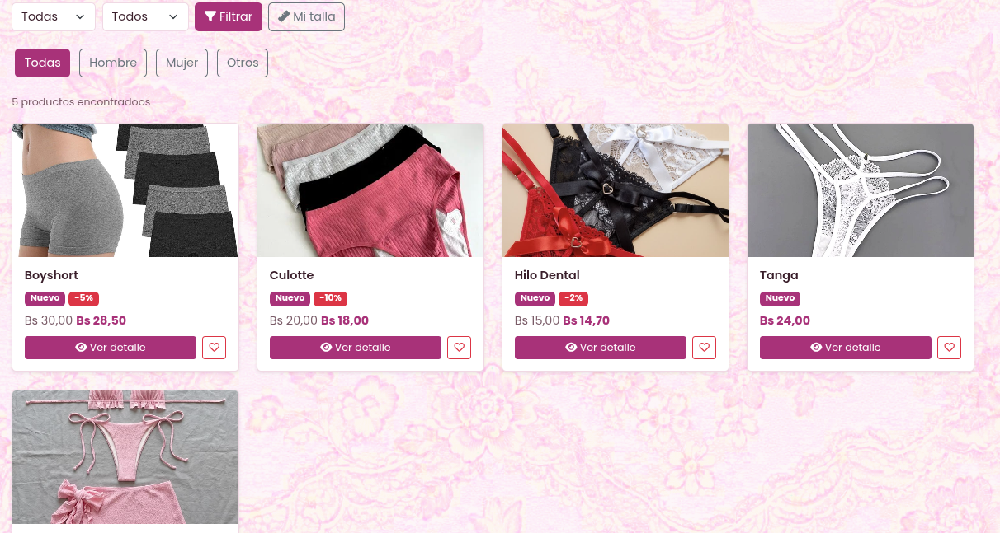 Todas Todos Filtrar Mi talla
Todas Hombre Mujer Otros
5 productos encontradoos
Boyshort Culotte Hilo Dental Tanga
Nuevo -5% Nuevo -10% Nuevo -2% Nuevo
Bs 30,00 Bs 28,50 Bs 20,00 Bs 18,00 Bs 15,00 Bs 14,70 Bs 24,00
Ver detalle Ver detalle Ver detalle Ver detalle